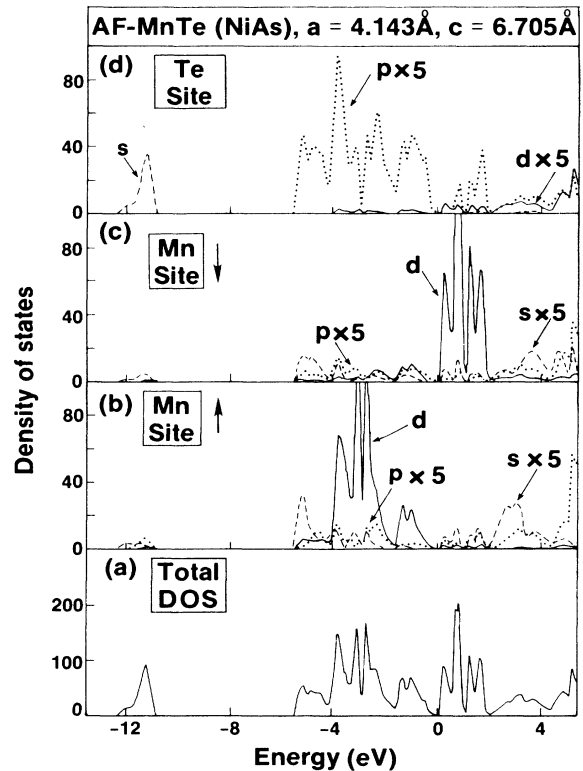 AF-MnTe (NiAs), a = 4.143Å, c = 6.705Å
(d)
Te
Site
p×5
s
d×5
80
40
0
(c)
Mn
Site
d
p×5
s×5
80
40
0
(b)
Mn
Site
d
p × 5
s×5
80
40
0
(a)
Total
DOS
200
100
0
Density of states
-12
-8
-4
0
4
Energy (eV)